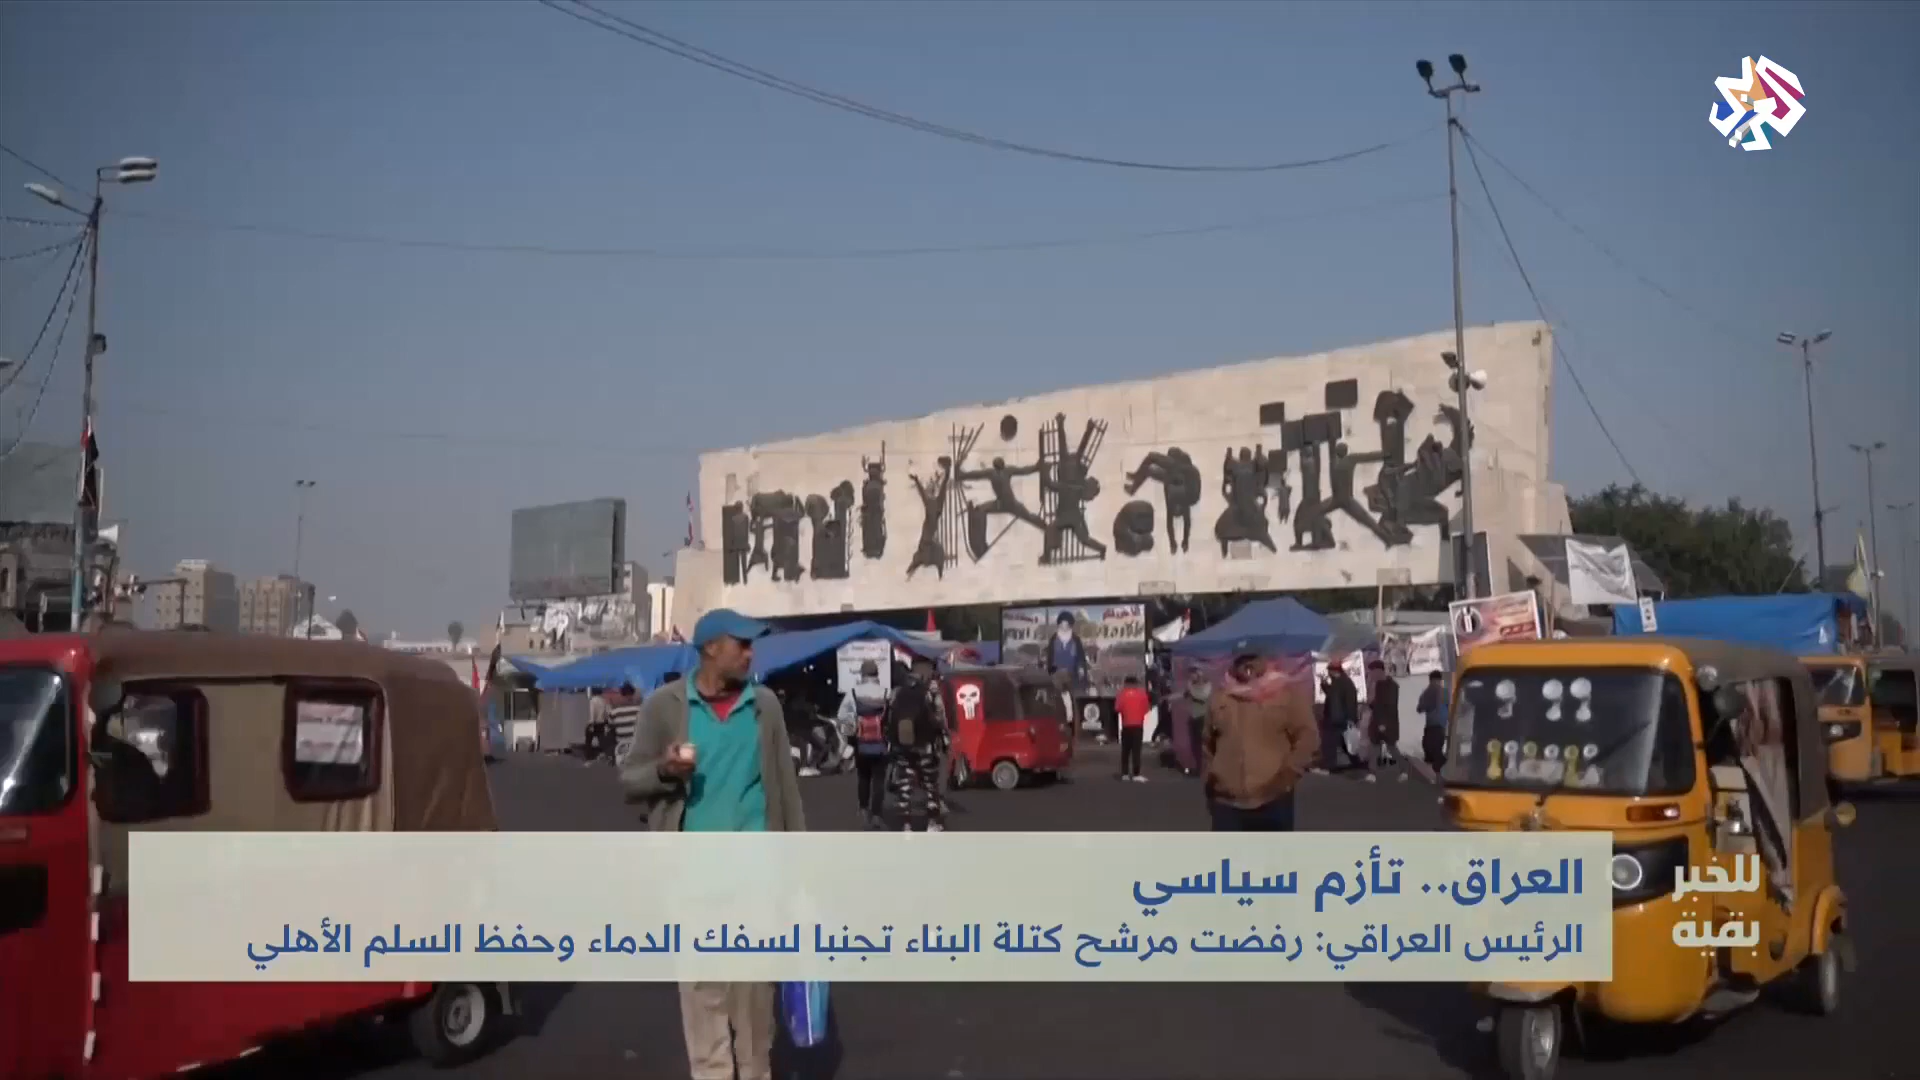 العراق.. تأزم سياسي
الرئيس العراقي: رفضت مرشح كتلة البناء تجنبا لسفك الدماء وحفظ السلم الأهلي
للخبر
بقية